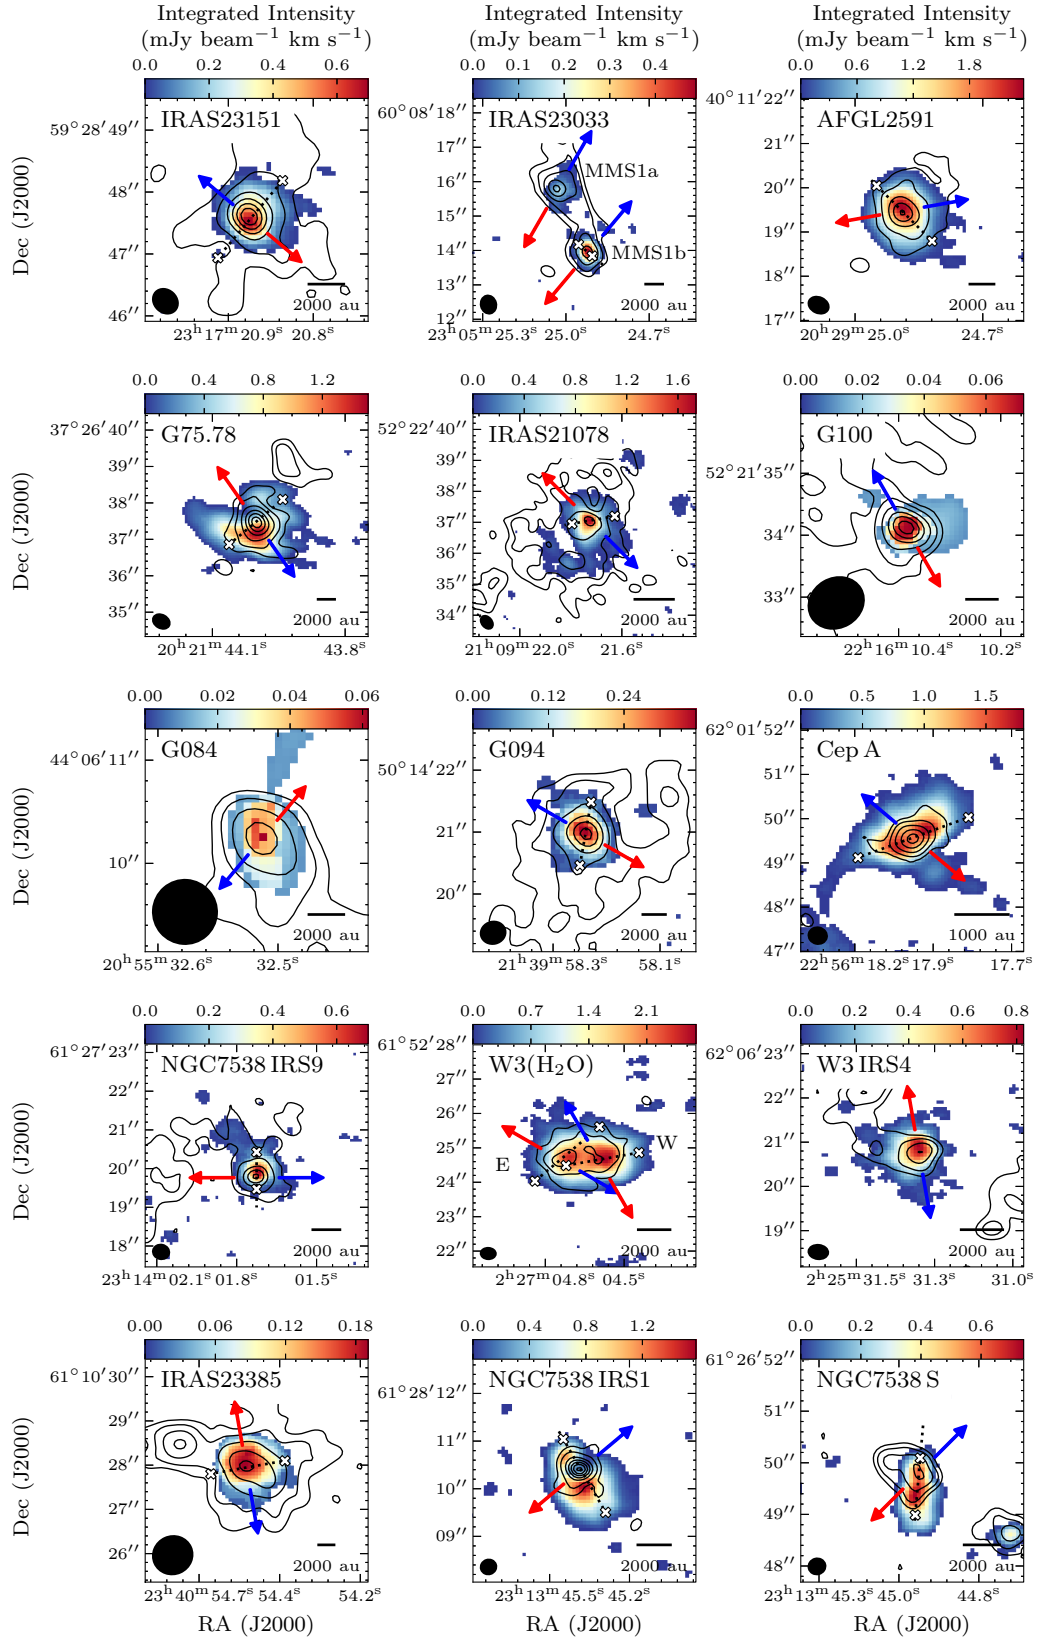 Integrated Intensity Integrated Intensity Integrated Intensity
(mJy beam⁻¹ km s⁻¹) (mJy beam⁻¹ km s⁻¹) (mJy beam⁻¹ km s⁻¹)
0.0 0.2 0.4 0.6 0.0 0.1 0.2 0.3 0.4 0.0 0.6 1.2 1.8
IRAS23151
59°28′49″
48″
47″
46″
2000 au
23ʰ17ᵐ20.9ˢ 20.8ˢ
Dec (J2000)
IRAS23033
MMS1a
MMS1b
60°08′18″
17″
16″
15″
14″
13″
12″
2000 au
23ʰ05ᵐ25.3ˢ 25.0ˢ 24.7ˢ
AFGL2591
40°11′22″
20″
19″
18″
17″
2000 au
20ʰ29ᵐ25.0ˢ 24.7ˢ
0.0 0.4 0.8 1.2
G75.78
37°26′40″
39″
38″
37″
36″
35″
2000 au
20ʰ21ᵐ44.1ˢ 43.8ˢ
Dec (J2000)
0.0 0.4 0.8 1.2 1.6
IRAS21078
52°22′40″
39″
38″
37″
36″
35″
34″
2000 au
21ʰ09ᵐ22.0ˢ 21.6ˢ
0.00 0.02 0.04 0.06
G100
52°21′35″
34″
33″
2000 au
22ʰ16ᵐ10.4ˢ 10.2ˢ
0.00 0.02 0.04 0.06
G084
44°06′11″
10″
2000 au
20ʰ55ᵐ32.6ˢ 32.5ˢ
Dec (J2000)
0.00 0.12 0.24
G094
50°14′22″
21″
20″
2000 au
21ʰ39ᵐ58.3ˢ 58.1ˢ
0.0 0.5 1.0 1.5
Cep A
62°01′52″
51″
50″
49″
48″
47″
1000 au
22ʰ56ᵐ18.2ˢ 17.9ˢ 17.7ˢ
0.0 0.2 0.4 0.6
NGC7538 IRS9
61°27′23″
22″
21″
20″
19″
18″
2000 au
23ʰ14ᵐ02.1ˢ 01.8ˢ 01.5ˢ
Dec (J2000)
0.0 0.7 1.4 2.1
W3(H₂O)
E
W
61°52′28″
27″
26″
25″
24″
23″
22″
2000 au
2ʰ27ᵐ04.8ˢ 04.5ˢ
0.0 0.2 0.4 0.6 0.8
W3 IRS4
62°06′23″
22″
21″
20″
19″
2000 au
2ʰ25ᵐ31.5ˢ 31.3ˢ 31.0ˢ
0.00 0.06 0.12 0.18
IRAS23385
61°10′30″
29″
28″
27″
26″
2000 au
23ʰ40ᵐ54.7ˢ 54.4ˢ 54.2ˢ
RA (J2000)
Dec (J2000)
0.0 0.4 0.8 1.2
NGC7538 IRS1
61°28′12″
11″
10″
09″
2000 au
23ʰ13ᵐ45.5ˢ 45.2ˢ
RA (J2000)
0.0 0.2 0.4 0.6
NGC7538 S
61°26′52″
51″
50″
49″
48″
2000 au
23ʰ13ᵐ45.3ˢ 45.0ˢ 44.8ˢ
RA (J2000)